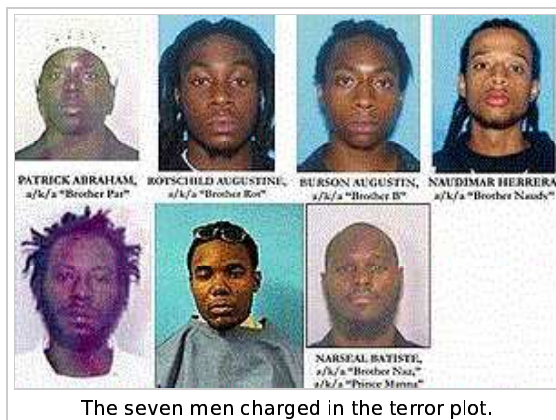 PATRICK ABRAHAM,
a/k/a "Brother Pat"
ROTSCHILD AUGUSTINE,
a/k/a "Brother Rot"
BURSON AUGUSTIN,
a/k/a "Brother B"
NAUDIMAR HERRERA
a/k/a "Brother Naudy"
NARSEAL BATISTE,
a/k/a "Brother Naz,"
a/k/a "Prince Manna"
The seven men charged in the terror plot.